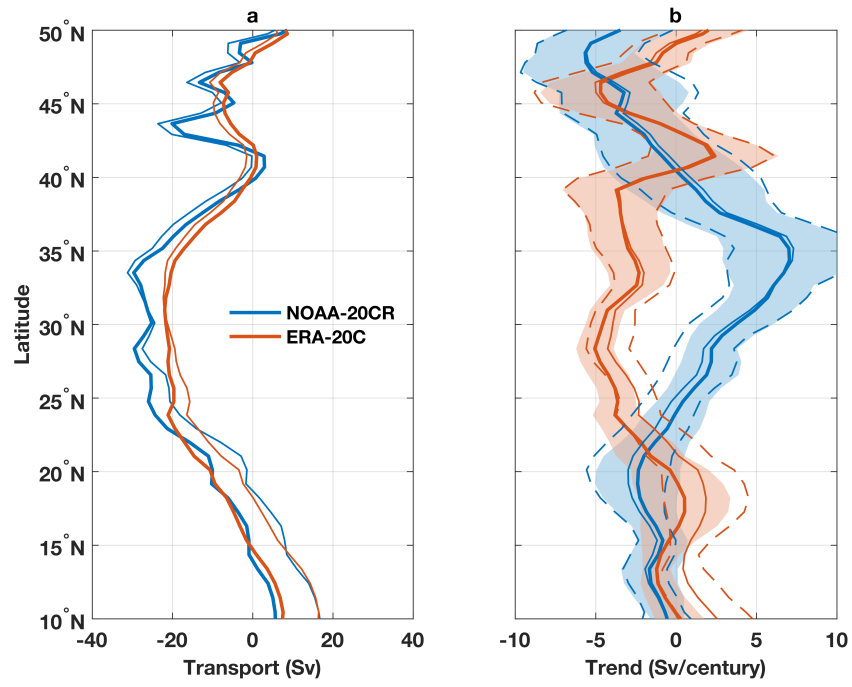 a
b
50°N
45°N
40°N
35°N
30°N
25°N
20°N
15°N
10°N
Latitude
NOAA-20CR
ERA-20C
-40 -20 0 20 40
-10 -5 0 5 10
Transport (Sv)
Trend (Sv/century)